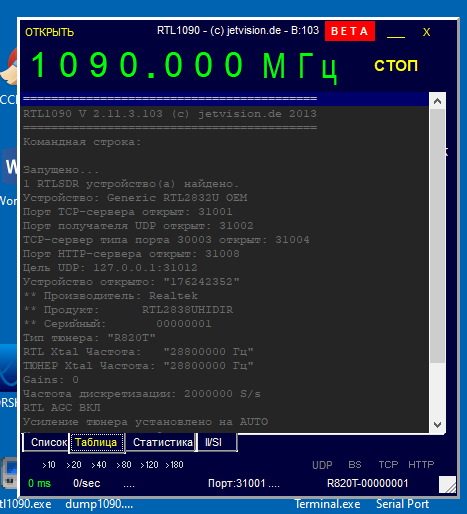 ОТКРЫТЬ RTL1090 - (c) jetvision.de - B:103 BETA ___ X
1090.000 МГц СТОП
========================================
RTL1090 V 2.11.3.103 (c) jetvision.de 2013
========================================
Командная строка:
Запущено...
1 RTLSDR устройство(а) найдено.
Устройство: Generic RTL2832U OEM
Порт TCP-сервера открыт: 31001
Порт получателя UDP открыт: 31002
TCP-сервер типа порта 30003 открыт: 31004
Порт HTTP-сервера открыт: 31008
Цель UDP: 127.0.0.1:31012
Устройство открыто: "176242352"
** Производитель: Realtek
** Продукт: RTL2838UHIDIR
** Серийный: 00000001
Тип тюнера: "R820T"
RTL Xtal Частота: "28800000 Гц"
ТЮНЕР Xtal Частота: "28800000 Гц"
Gains: 0
Частота дискретизации: 2000000 S/s
RTL AGC ВКЛ
Усиление тюнера установлено на AUTO
Список Таблица Статистика II/SI
>10 >20 >40 >80 >120 >180 UDP BS TCP HTTP
0 ms 0/sec .... Порт:31001 .... R820T-00000001
tl1090.exe dump1090.... Terminal.exe Serial Port